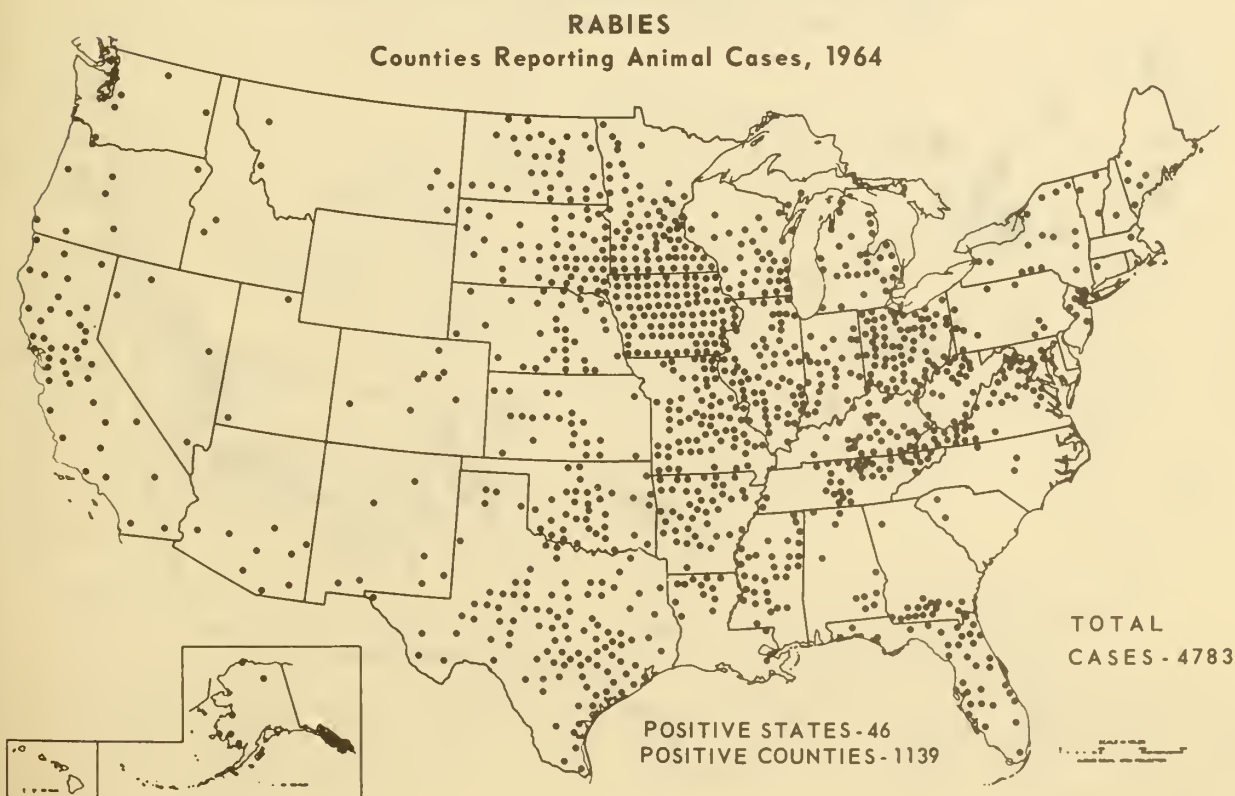 RABIES
Counties Reporting Animal Cases, 1964
TOTAL
CASES - 4783
POSITIVE STATES - 46
POSITIVE COUNTIES - 1139